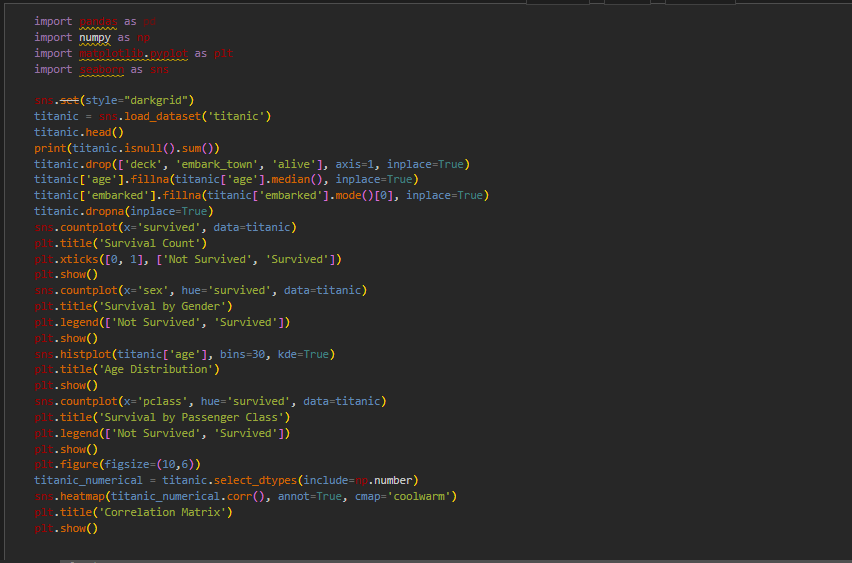 import pandas as pd
import numpy as np
import matplotlib.pyplot as plt
import seaborn as sns
sns.set(style="darkgrid")
titanic = sns.load_dataset('titanic')
titanic.head()
print(titanic.isnull().sum())
titanic.drop(['deck', 'embark_town', 'alive'], axis=1, inplace=True)
titanic['age'].fillna(titanic['age'].median(), inplace=True)
titanic['embarked'].fillna(titanic['embarked'].mode()[0], inplace=True)
titanic.dropna(inplace=True)
sns.countplot(x='survived', data=titanic)
plt.title('Survival Count')
plt.xticks([0, 1], ['Not Survived', 'Survived'])
plt.show()
sns.countplot(x='sex', hue='survived', data=titanic)
plt.title('Survival by Gender')
plt.legend(['Not Survived', 'Survived'])
plt.show()
sns.histplot(titanic['age'], bins=30, kde=True)
plt.title('Age Distribution')
plt.show()
sns.countplot(x='pclass', hue='survived', data=titanic)
plt.title('Survival by Passenger Class')
plt.legend(['Not Survived', 'Survived'])
plt.show()
plt.figure(figsize=(10,6))
titanic_numerical = titanic.select_dtypes(include=np.number)
sns.heatmap(titanic_numerical.corr(), annot=True, cmap='coolwarm')
plt.title('Correlation Matrix')
plt.show()